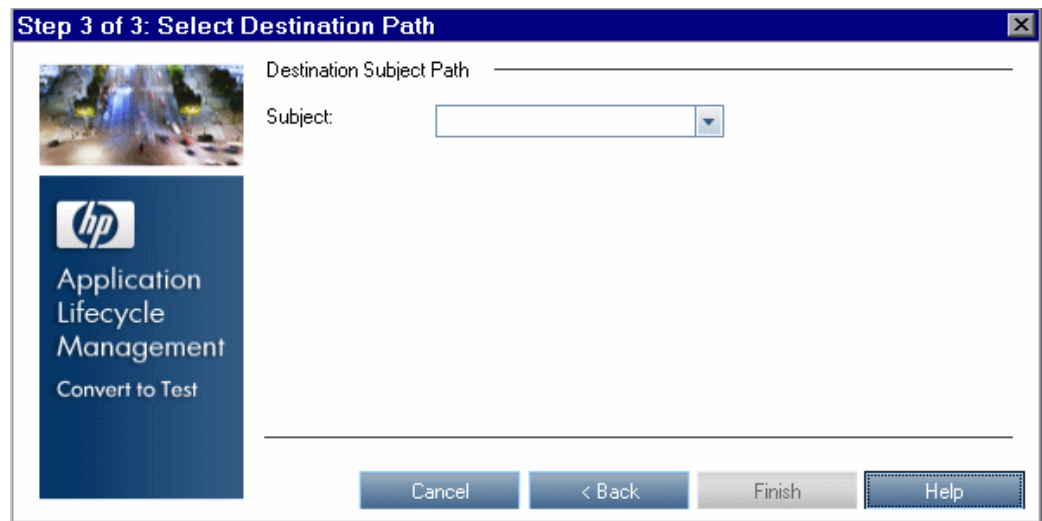 Step 3 of 3: Select Destination Path
Destination Subject Path
Subject:
hp
Application
Lifecycle
Management
Convert to Test
Cancel
< Back
Finish
Help